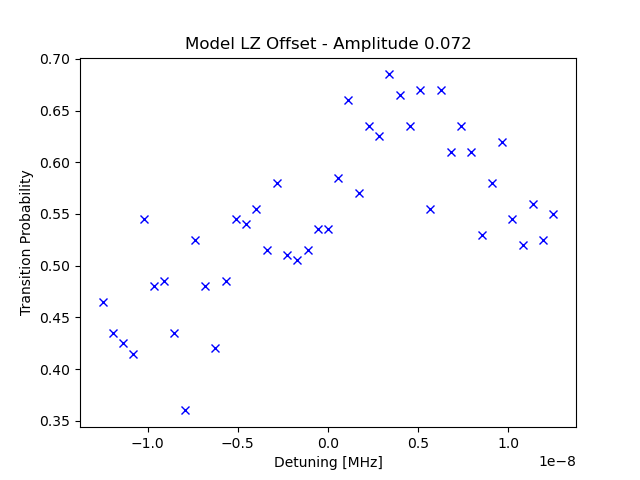 Model LZ Offset - Amplitude 0.072
Transition Probability
0.70
0.65
0.60
0.55
0.50
0.45
0.40
0.35
−1.0 −0.5 0.0 0.5 1.0
1e−8
Detuning [MHz]